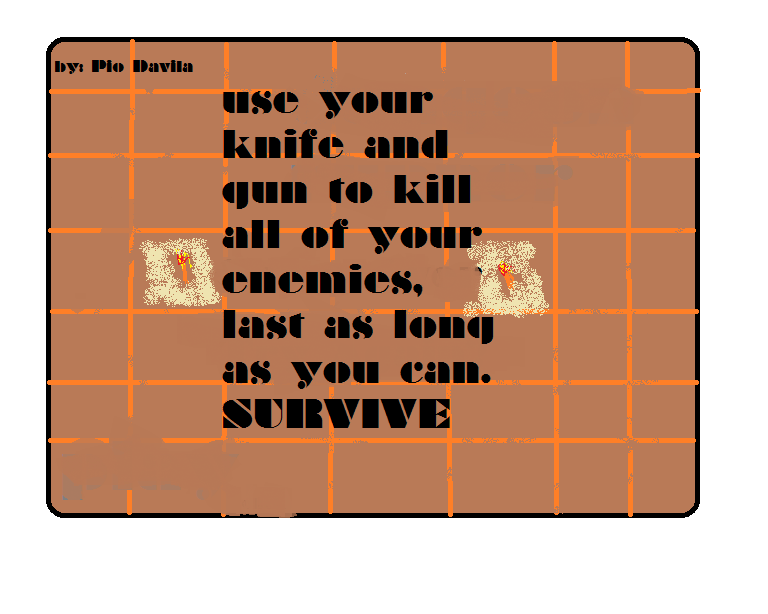 by: Pio Davila
use your
knife and
gun to kill
all of your
enemies,
last as long
as you can.
SURVIVE